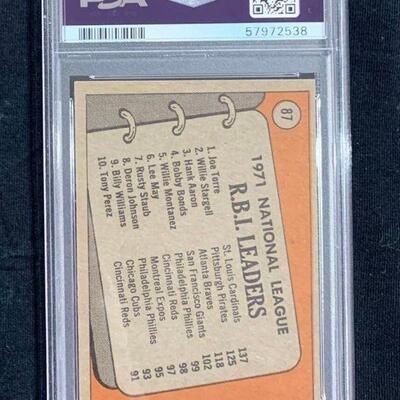 PSA
57972538
87
1971 NATIONAL LEAGUE
R.B.I. LEADERS
1. Joe Torre St. Louis Cardinals 137
2. Willie Stargell Pittsburgh Pirates 125
3. Hank Aaron Atlanta Braves 118
4. Bobby Bonds San Francisco Giants 102
5. Willie Montanez Philadelphia Phillies 99
6. Lee May Cincinnati Reds 98
7. Rusty Staub Montreal Expos 97
8. Deron Johnson Philadelphia Phillies 95
9. Billy Williams Chicago Cubs 93
10. Tony Perez Cincinnati Reds 91